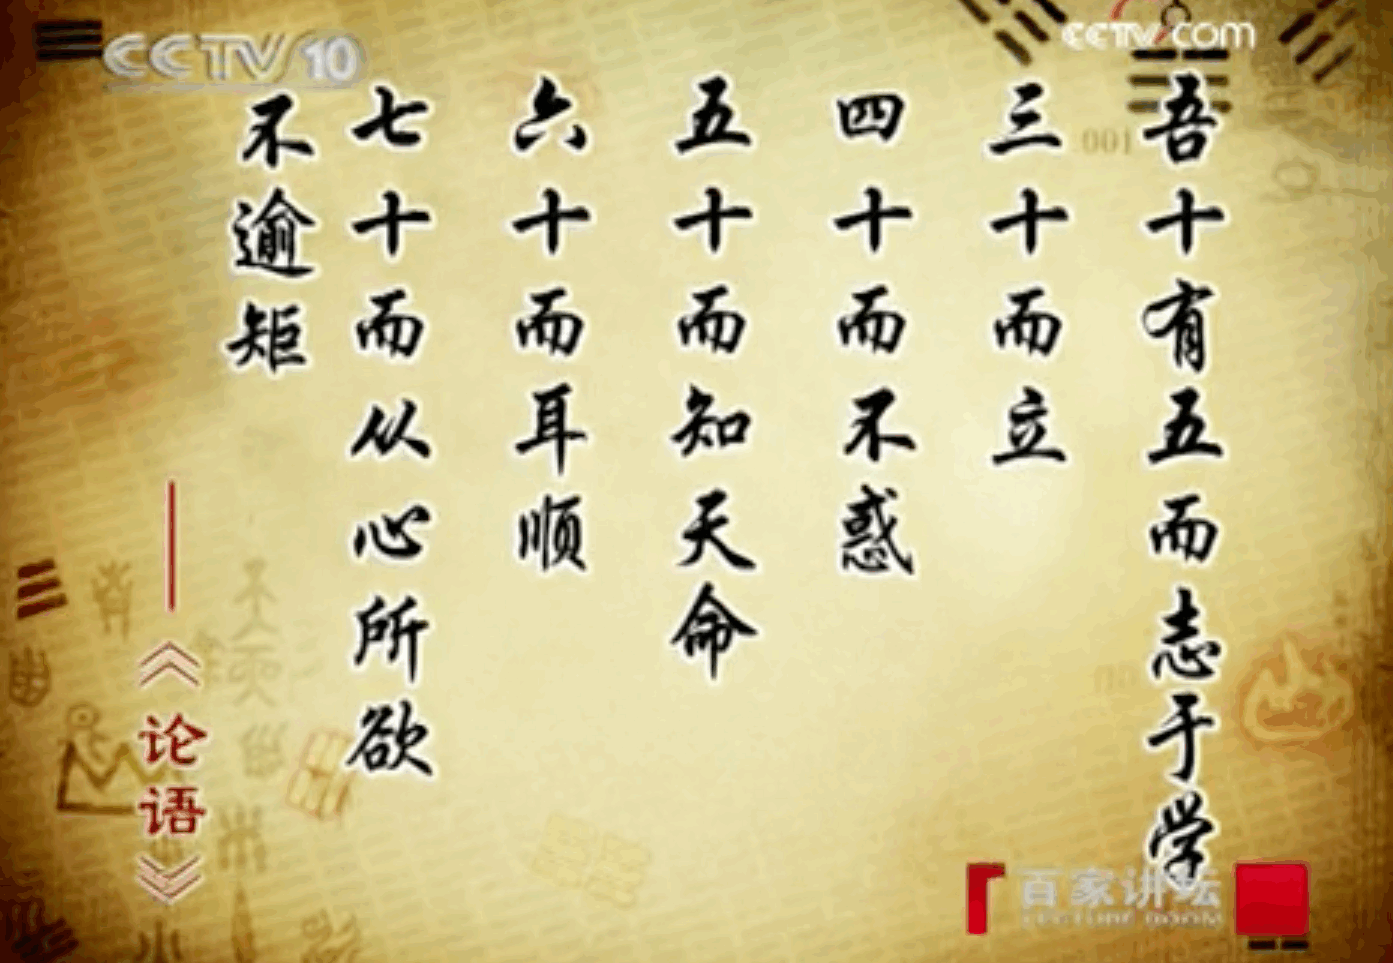 CCTV 10
CCTV.com
吾十有五而志于学
三十而立
四十而不惑
五十而知天命
六十而耳顺
七十而从心所欲
不逾矩
——《论语》
001
百家讲坛
LECTURE ROOM